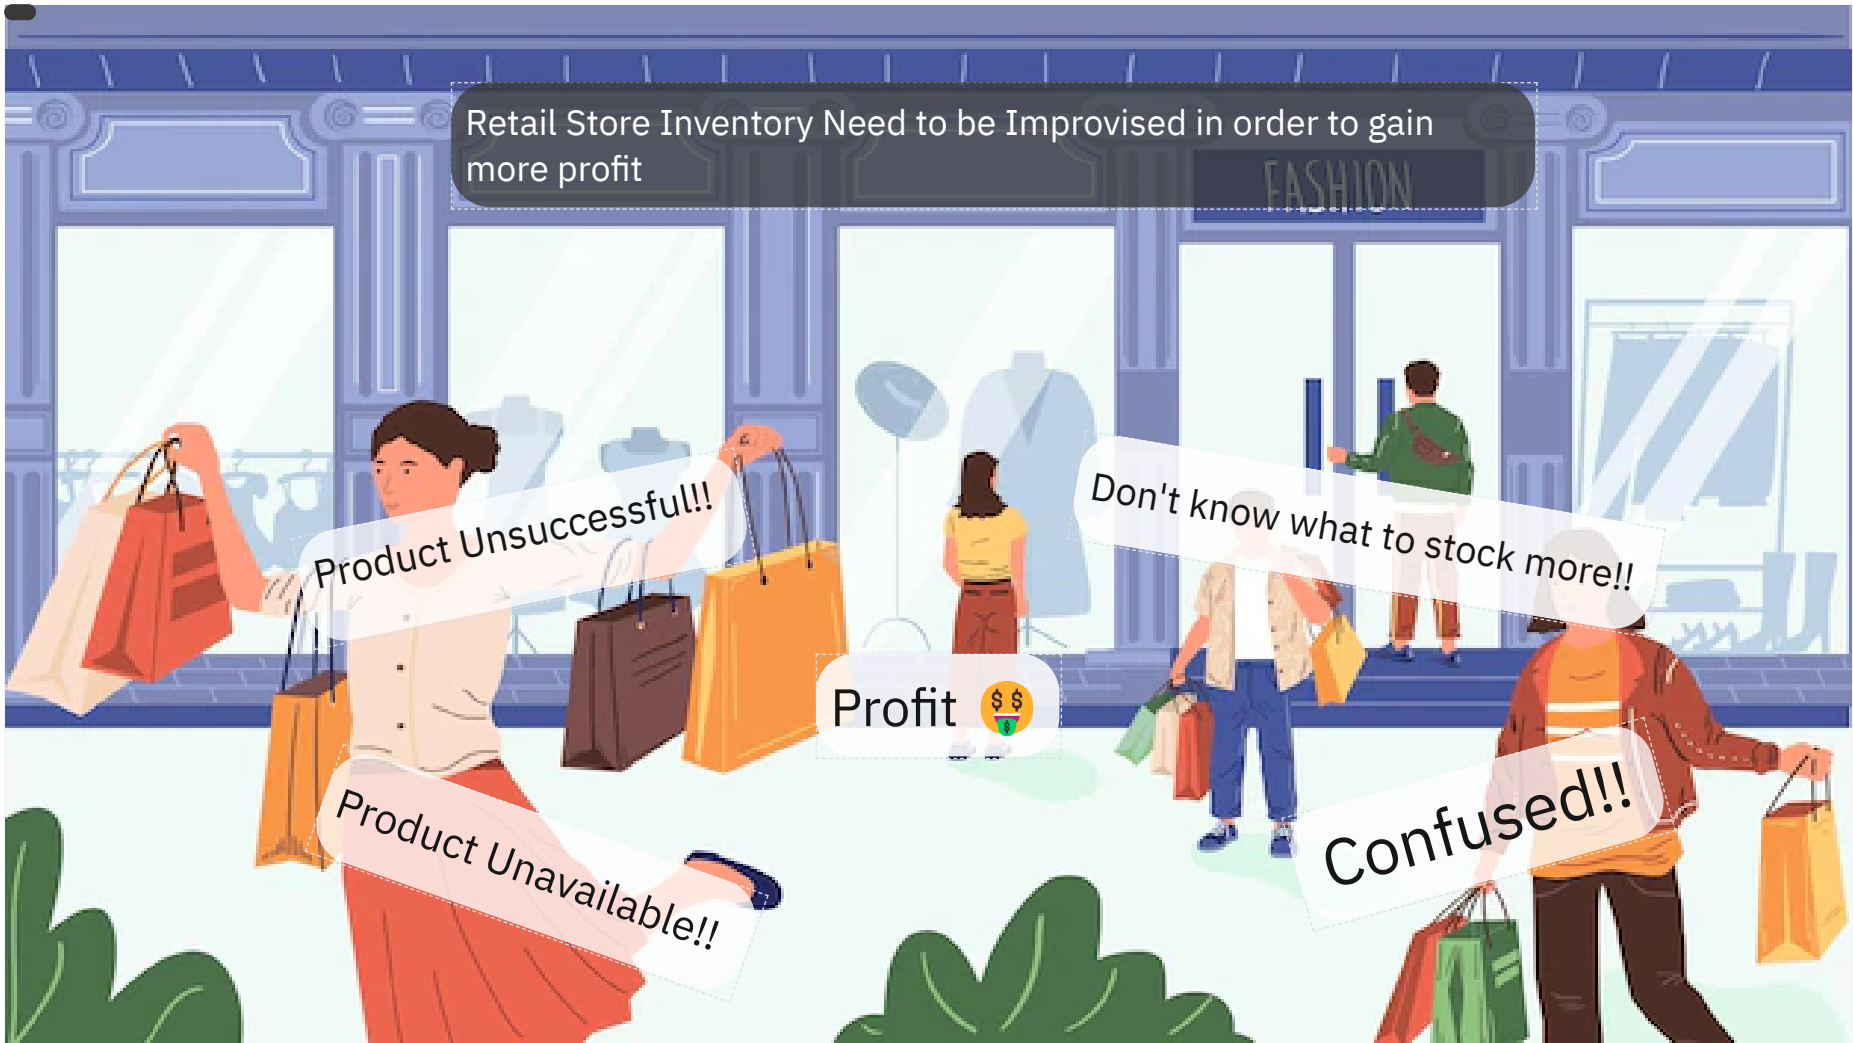 Retail Store Inventory Need to be Improvised in order to gain
more profit
FASHION
Product Unsuccessful!!
Don't know what to stock more!!
Profit 🤑
Product Unavailable!!
Confused!!